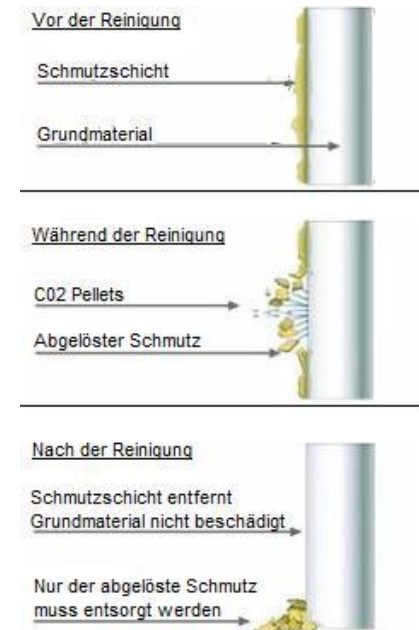 Vor der Reinigung
Schmutzschicht
Grundmaterial
Während der Reinigung
C02 Pellets
Abgelöster Schmutz
Nach der Reinigung
Schmutzschicht entfernt
Grundmaterial nicht beschädigt
Nur der abgelöste Schmutz
muss entsorgt werden